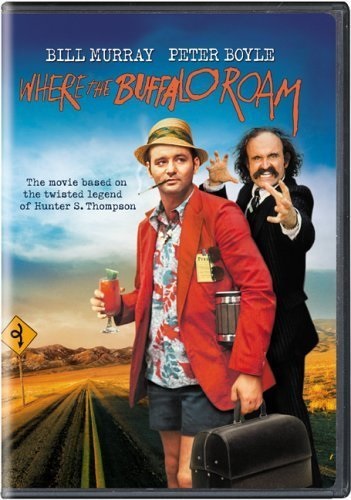 BILL MURRAY PETER BOYLE
WHERE THE BUFFALO ROAM
The movie based on
the twisted legend
of Hunter S. Thompson